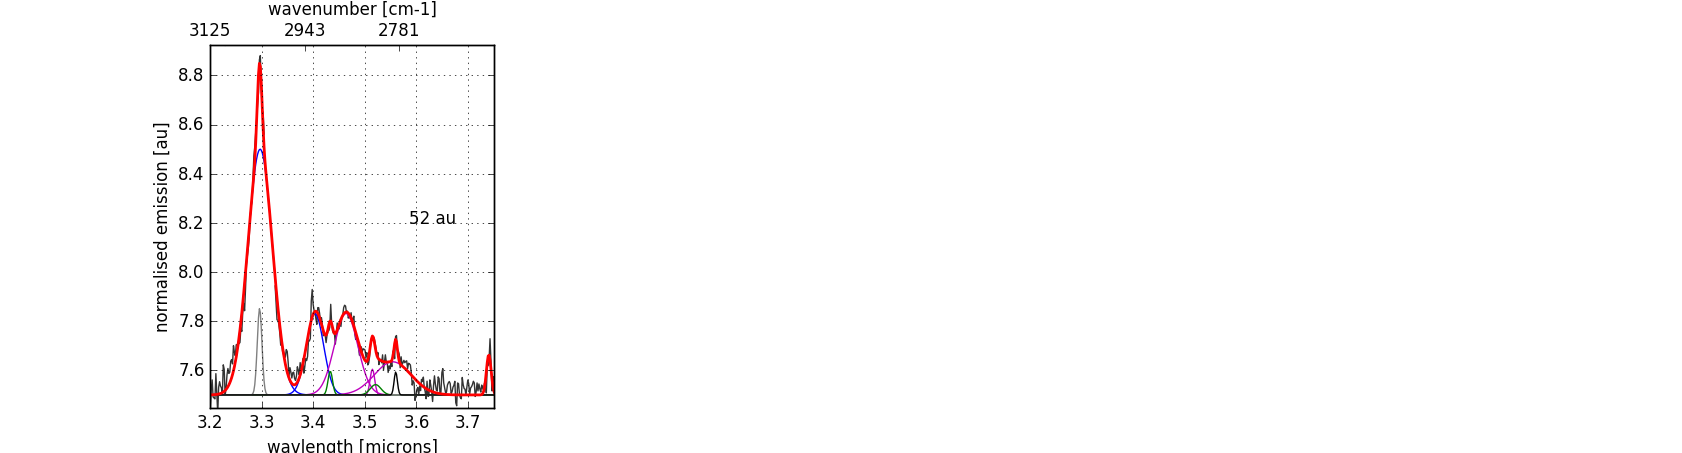 wavenumber [cm-1]
3125 2943 2781
8.8
8.6
8.4
8.2
8.0
7.8
7.6
normalised emission [au]
52 au
3.2 3.3 3.4 3.5 3.6 3.7
waylength [microns]